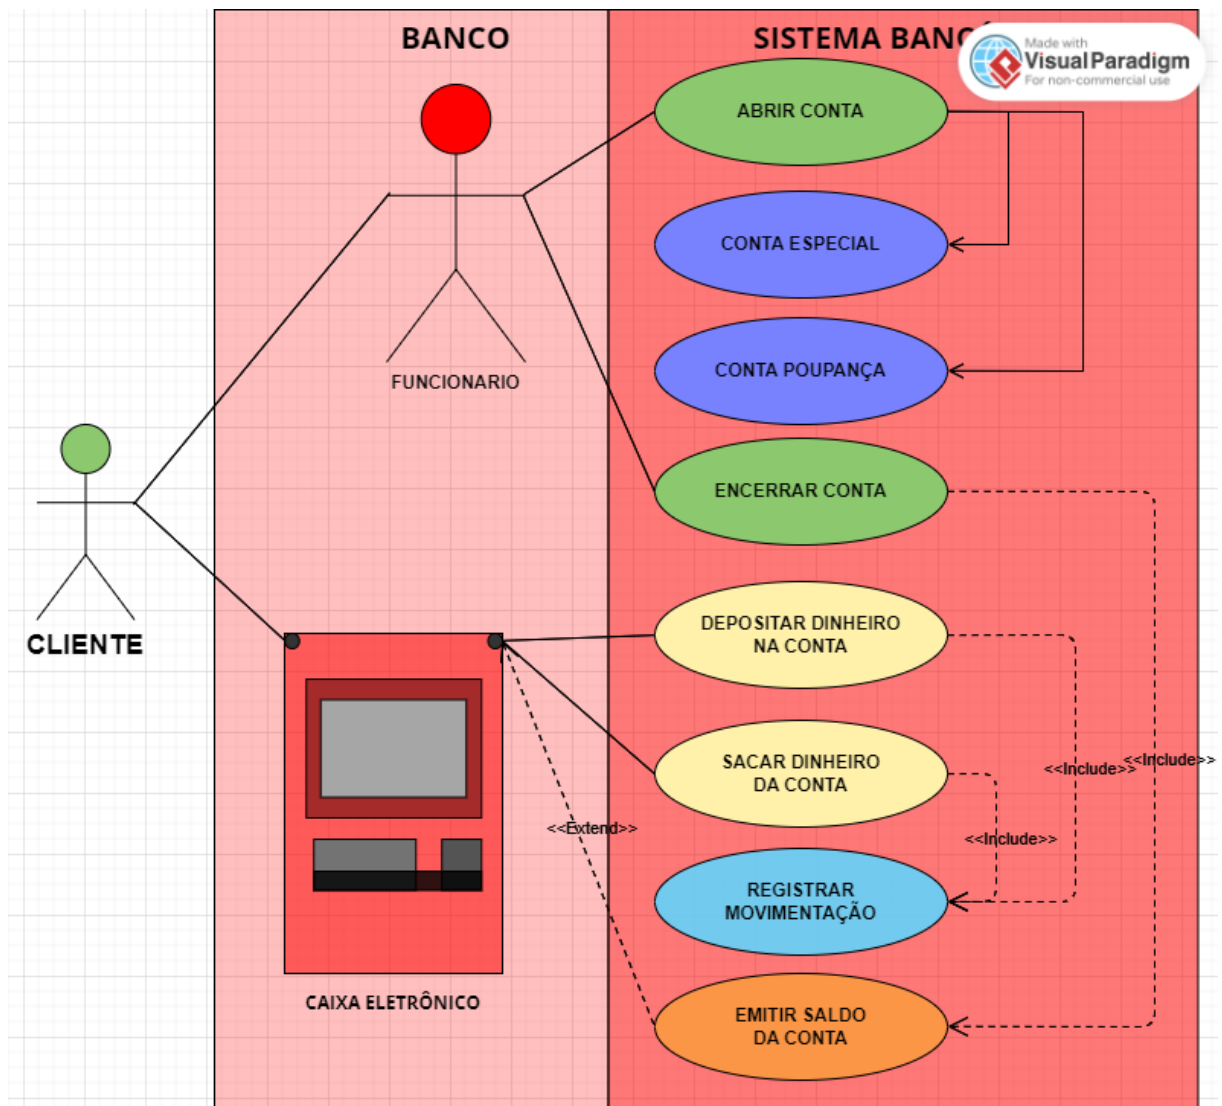 BANCO
SISTEMA
Made with
Visual Paradigm
For non-commercial use
ABRIR CONTA
CONTA ESPECIAL
CONTA POUPANÇA
FUNCIONARIO
ENCERRAR CONTA
CLIENTE
DEPOSITAR DINHEIRO
NA CONTA
SACAR DINHEIRO
DA CONTA
<<Include>>
<<Include>>
<<Extend>>
<<Include>>
REGISTRAR
MOVIMENTAÇÃO
CAIXA ELETRÔNICO
EMITIR SALDO
DA CONTA